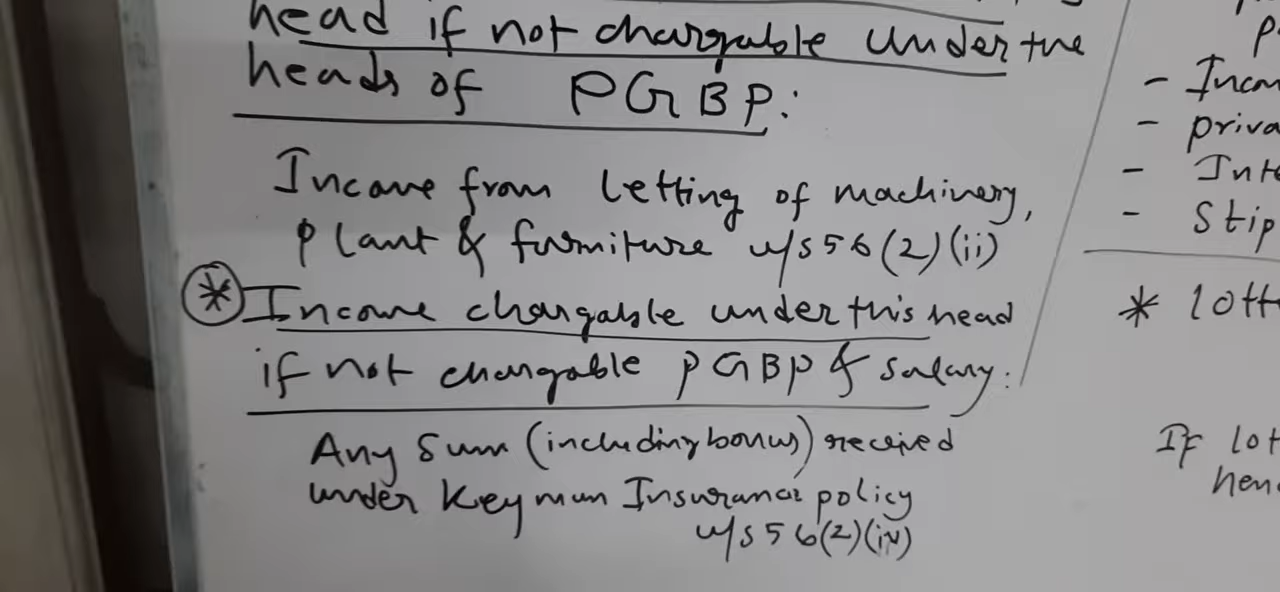 head if not chargable under the
heads of PGBP:
Income from letting of machinery,
plant & furniture u/s 56(2)(ii)
* Income chargable under this head
if not chargable PGBP & salary:
Any Sum (including bonus) received
under Keyman Insurance policy
u/s 56(2)(iv)
- Incom
- priva
- Inte
- Stip
* lott
If lot
hen